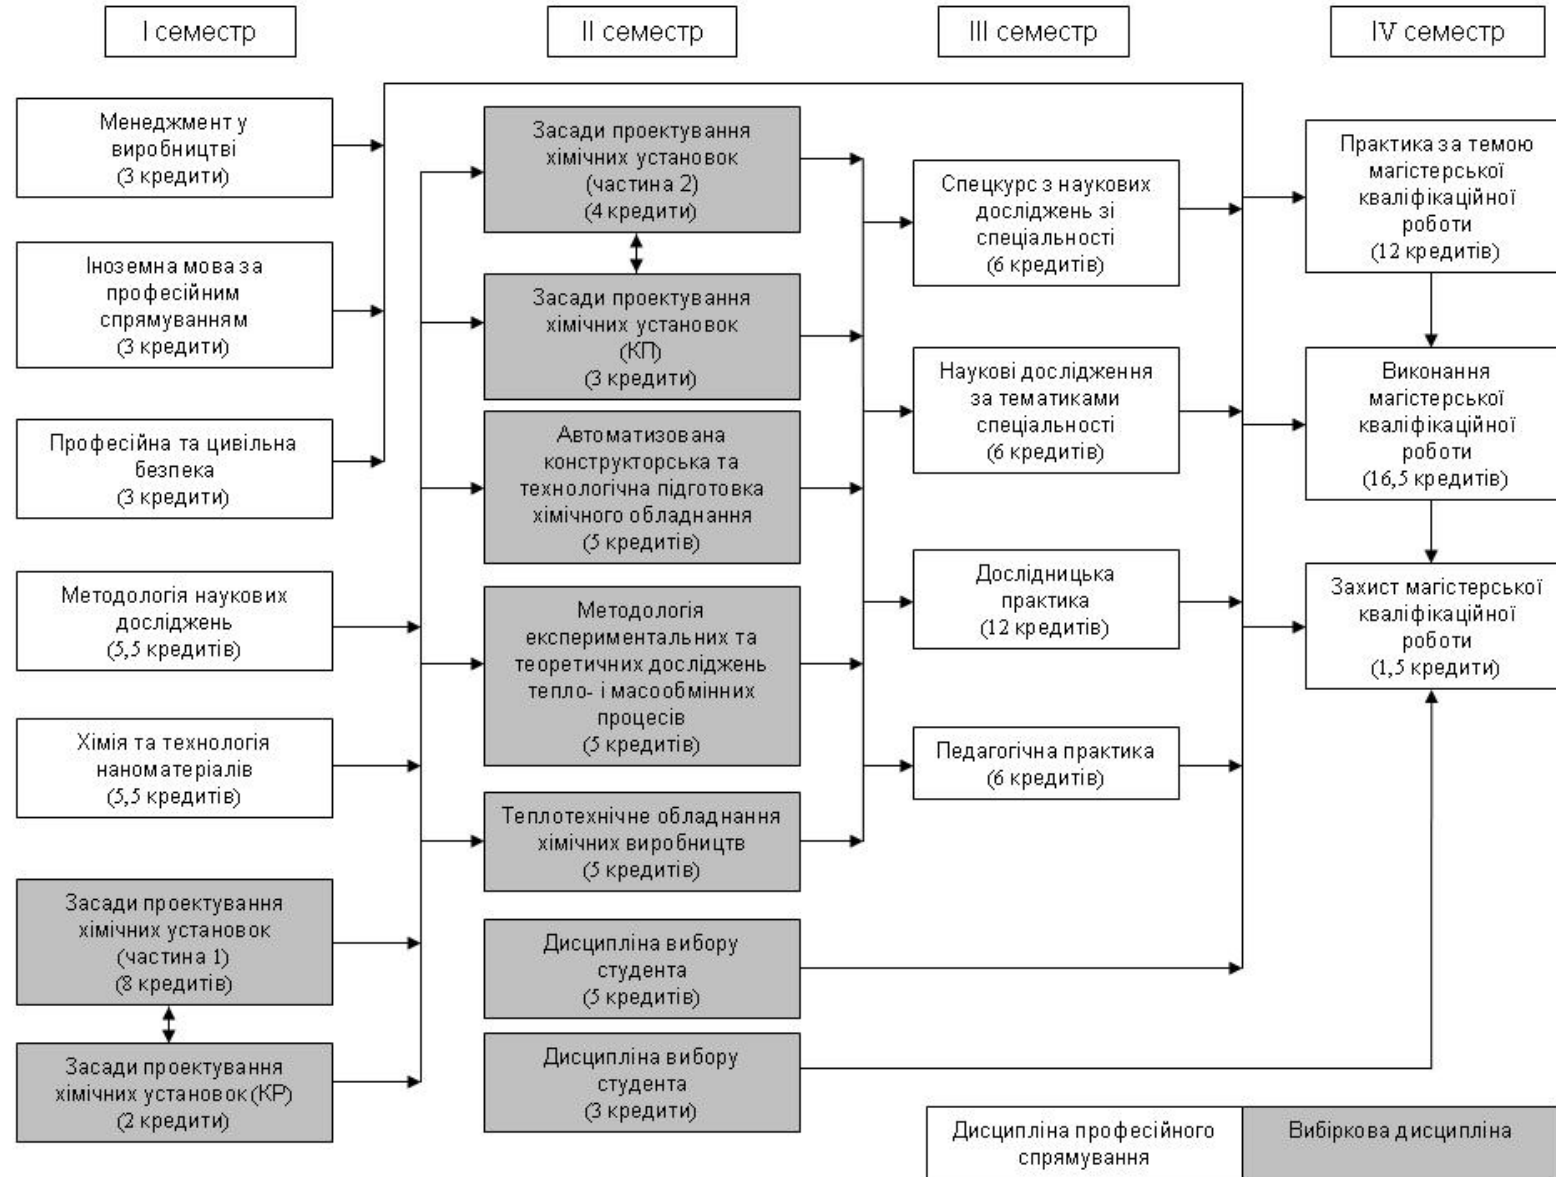 I семестр
II семестр
III семестр
IV семестр
Менеджмент у
виробництві
(3 кредити)
Іноземна мова за
професійним
спрямуванням
(3 кредити)
Професійна та цивільна
безпека
(3 кредити)
Методологія наукових
досліджень
(5,5 кредитів)
Хімія та технологія
наноматеріалів
(5,5 кредитів)
Засади проектування
хімічних установок
(частина 1)
(8 кредитів)
Засади проектування
хімічних установок (КР)
(2 кредити)
Засади проектування
хімічних установок
(частина 2)
(4 кредити)
Засади проектування
хімічних установок
(КП)
(3 кредити)
Автоматизована
конструкторська та
технологічна підготовка
хімічного обладнання
(5 кредитів)
Методологія
експериментальних та
теоретичних досліджень
тепло- і масообмінних
процесів
(5 кредитів)
Теплотехнічне обладнання
хімічних виробництв
(5 кредитів)
Дисципліна вибору
студента
(5 кредитів)
Дисципліна вибору
студента
(3 кредити)
Спецкурс з наукових
досліджень зі
спеціальності
(6 кредитів)
Наукові дослідження
за тематиками
спеціальності
(6 кредитів)
Дослідницька
практика
(12 кредитів)
Педагогічна практика
(6 кредитів)
Практика за темою
магістерської
кваліфікаційної
роботи
(12 кредитів)
Виконання
магістерської
кваліфікаційної
роботи
(16,5 кредитів)
Захист магістерської
кваліфікаційної
роботи
(1,5 кредити)
Дисципліна професійного
спрямування
Вибіркова дисципліна